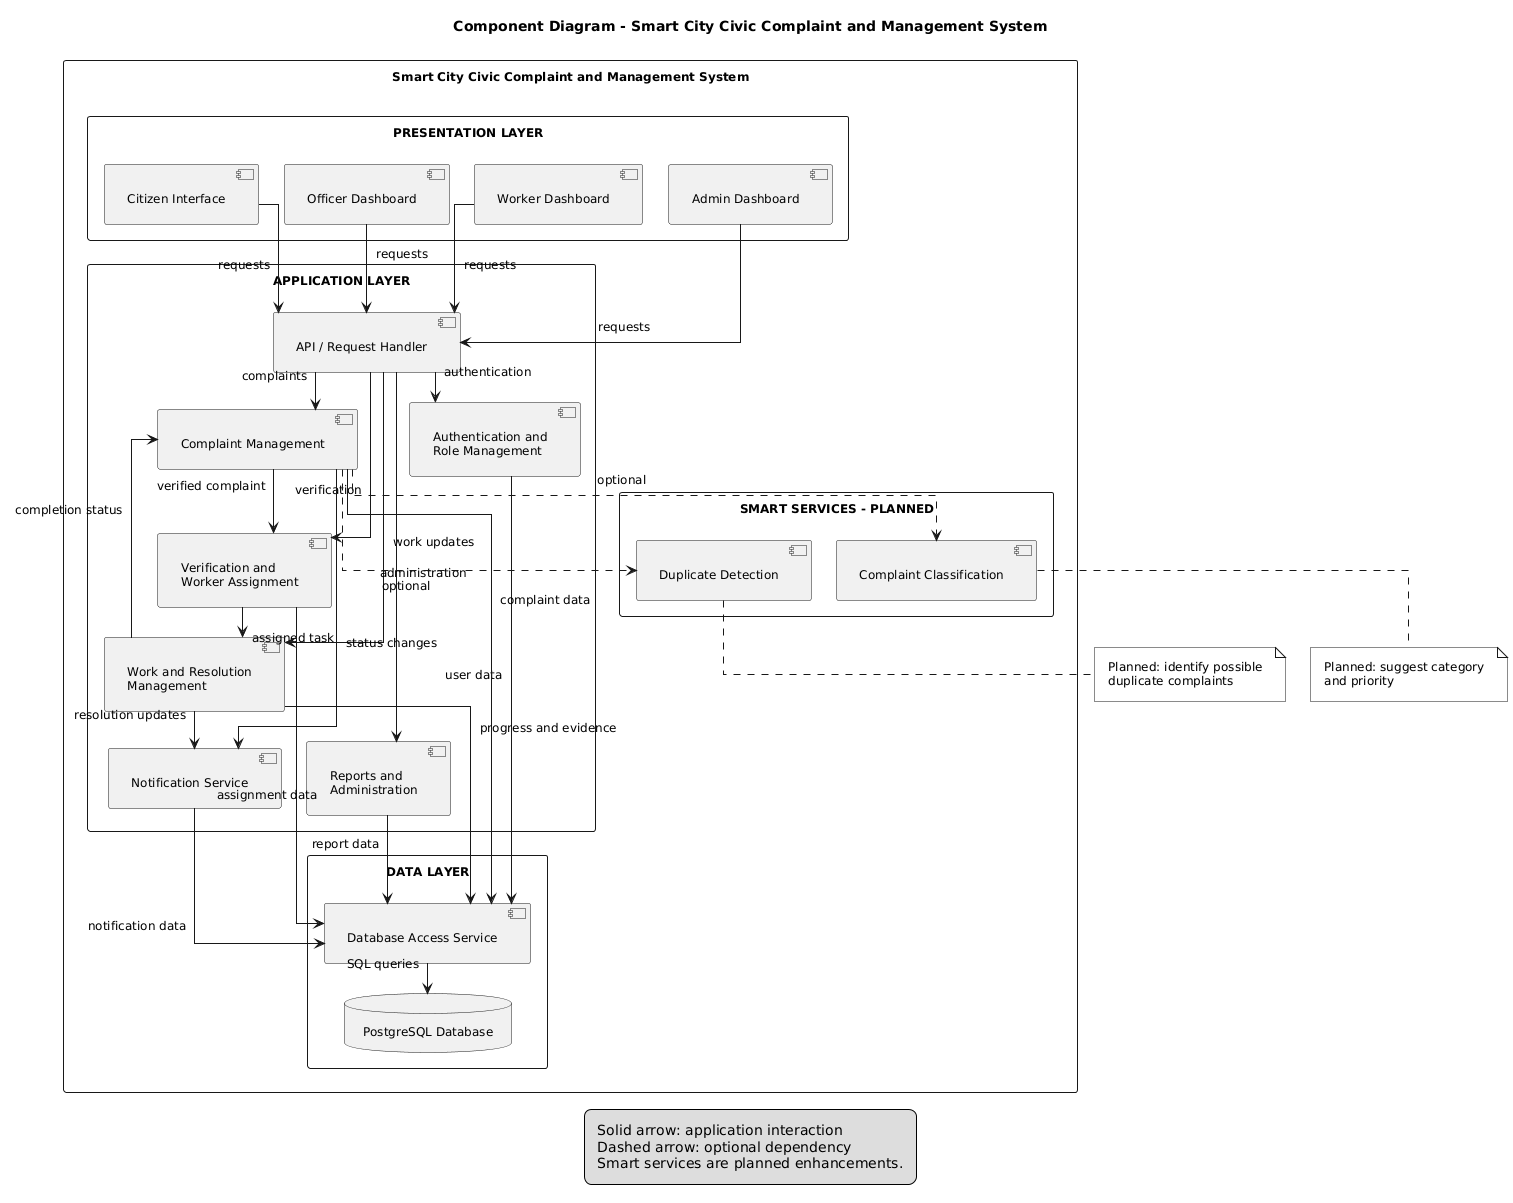 Component Diagram - Smart City Civic Complaint and Management System
Smart City Civic Complaint and Management System
PRESENTATION LAYER
Citizen Interface
Officer Dashboard
Worker Dashboard
Admin Dashboard
requests
requests
requests
APPLICATION LAYER
requests
API / Request Handler
complaints
authentication
Complaint Management
Authentication and
Role Management
optional
verified complaint
verification
completion status
SMART SERVICES - PLANNED
work updates
Verification and
Worker Assignment
administration
optional
Duplicate Detection
Complaint Classification
complaint data
assigned task
status changes
Work and Resolution
Management
user data
Planned: identify possible
duplicate complaints
Planned: suggest category
and priority
resolution updates
progress and evidence
Notification Service
Reports and
Administration
assignment data
report data
DATA LAYER
notification data
Database Access Service
SQL queries
PostgreSQL Database
Solid arrow: application interaction
Dashed arrow: optional dependency
Smart services are planned enhancements.